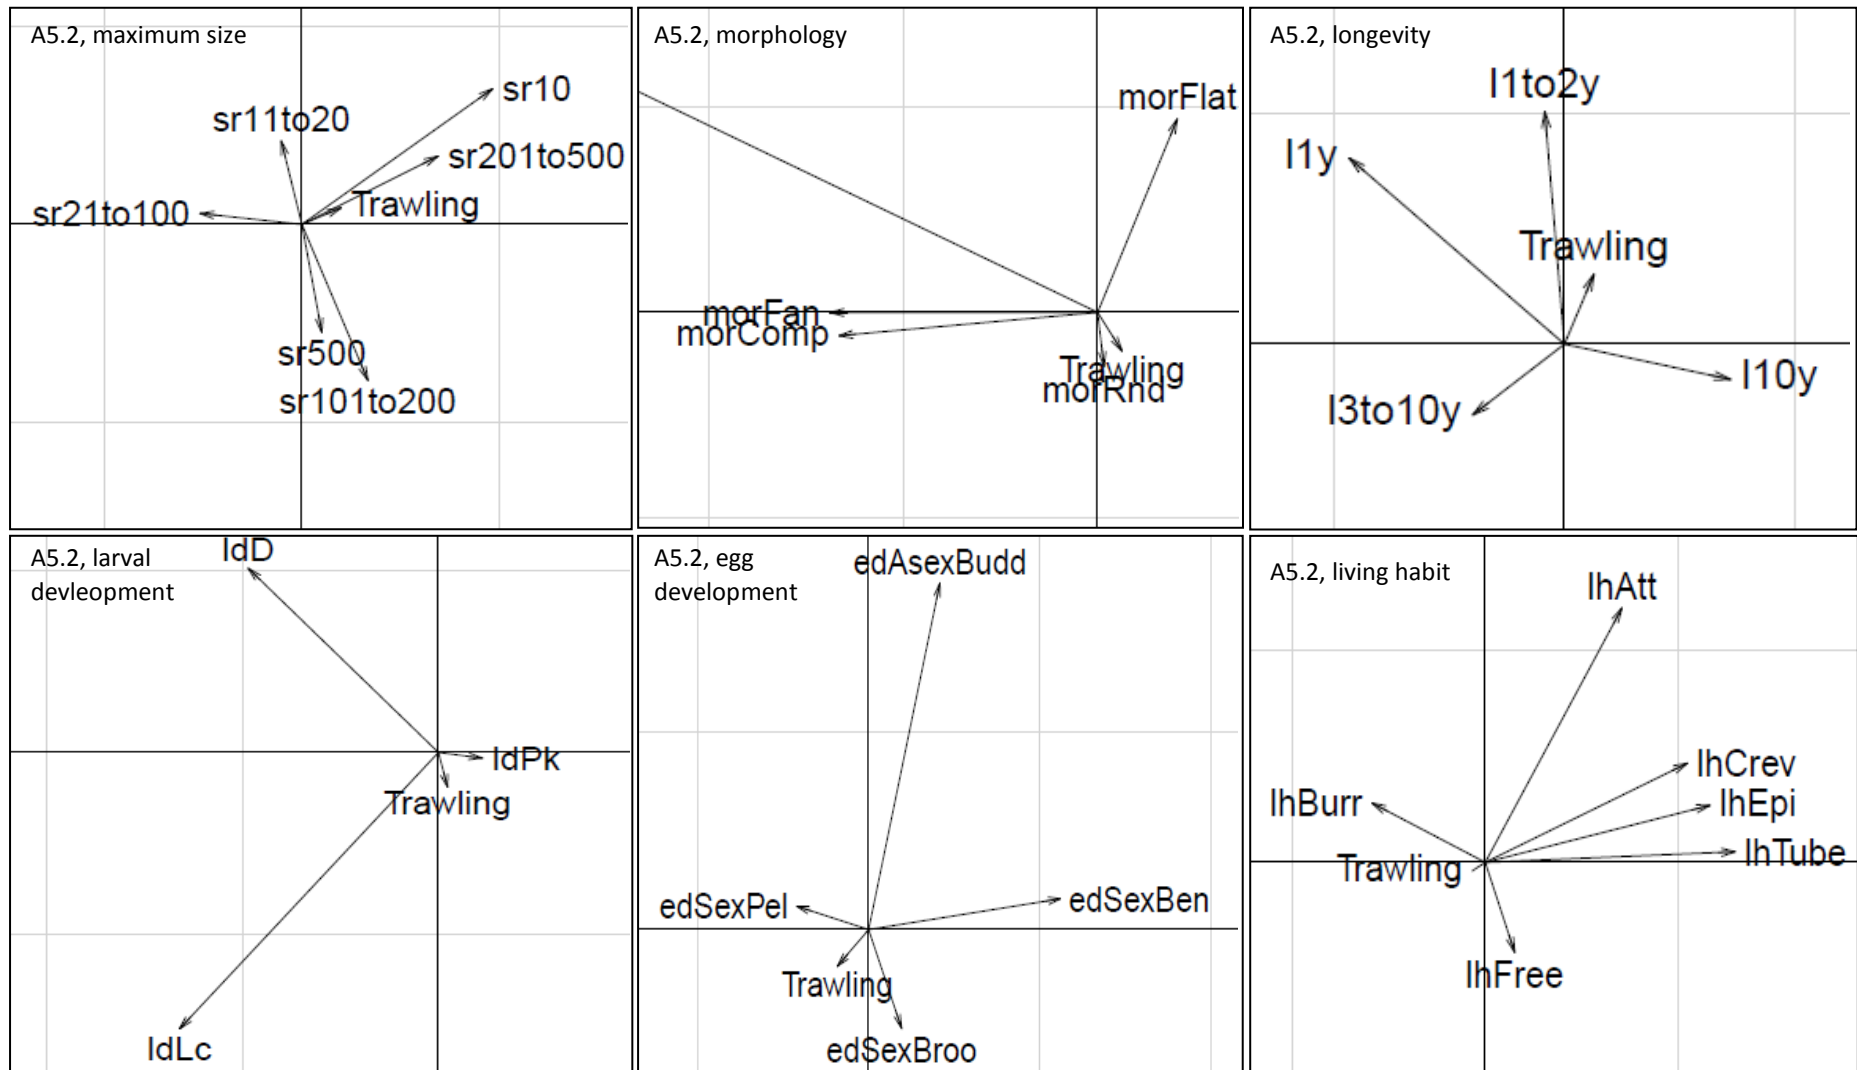 A5.2, maximum size
sr10
sr11to20
sr201to500
Trawling
sr21to100
sr500
sr101to200
A5.2, morphology
morFlat
morFan
morComp
Trawling
morRnd
A5.2, longevity
l1to2y
l1y
Trawling
l10y
l3to10y
A5.2, larval
devleopment
ldD
ldPk
Trawling
ldLc
A5.2, egg
development
edAsexBudd
edSexPel
edSexBen
Trawling
edSexBroo
A5.2, living habit
lhAtt
lhCrev
lhBurr
lhEpi
lhTube
Trawling
lhFree